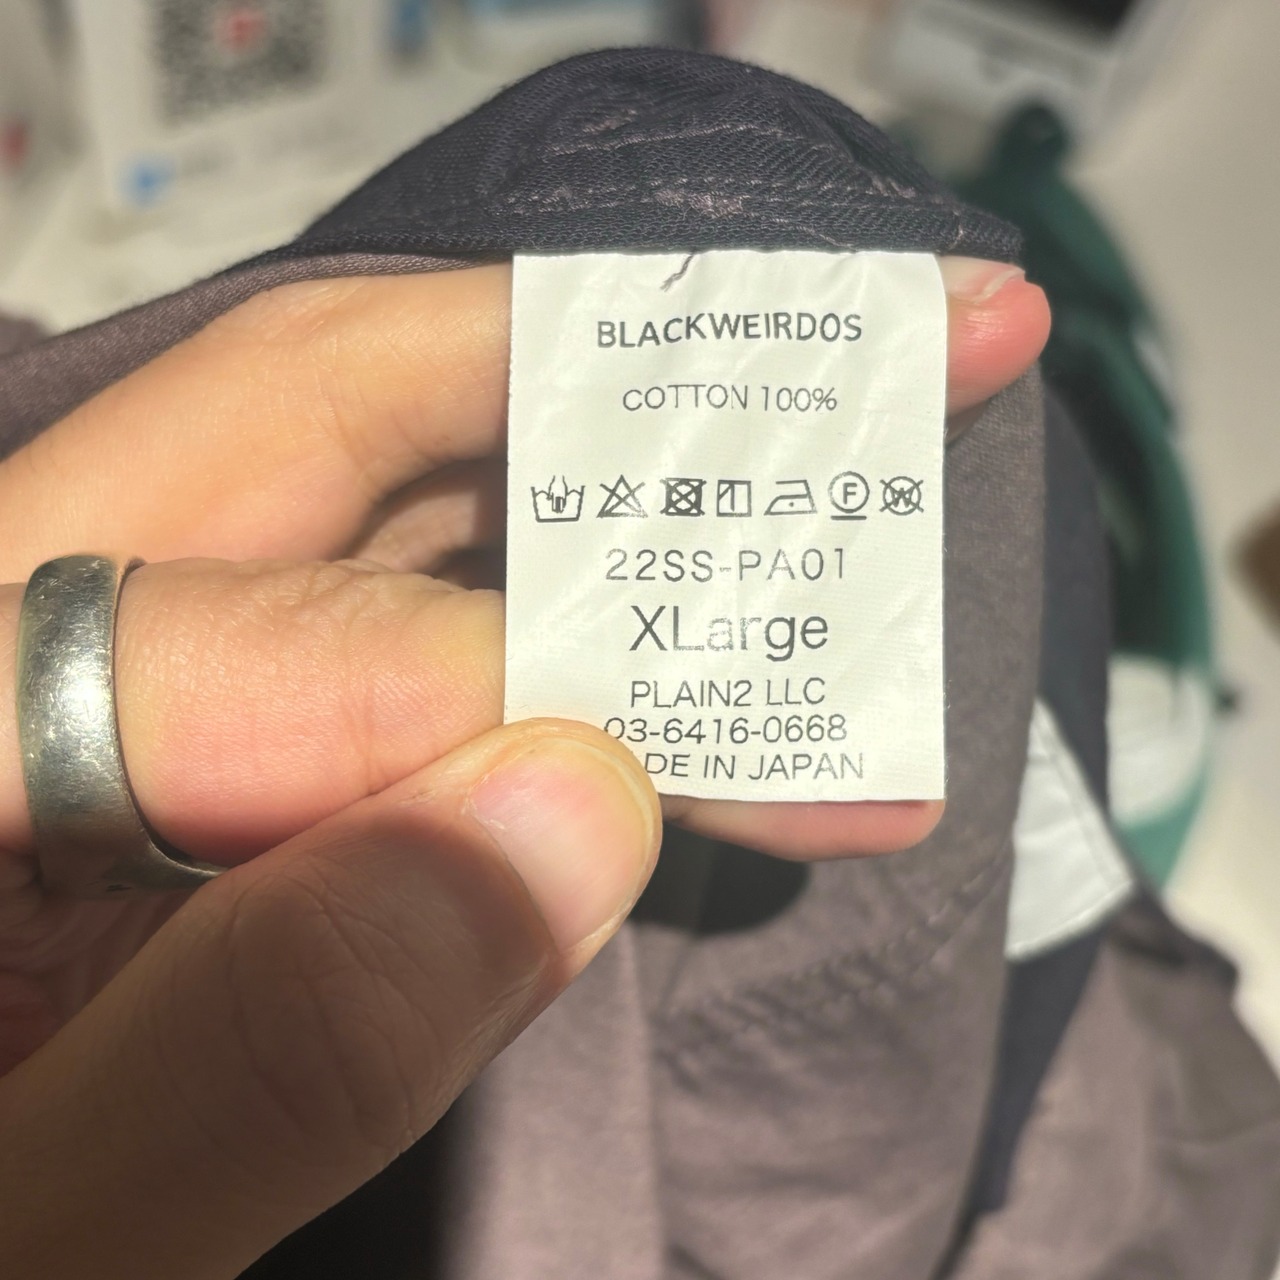 BLACKWEIRDOS
COTTON 100%
F W
22SS-PA01
XLarge
PLAIN2 LLC
03-6416-0668
DE IN JAPAN